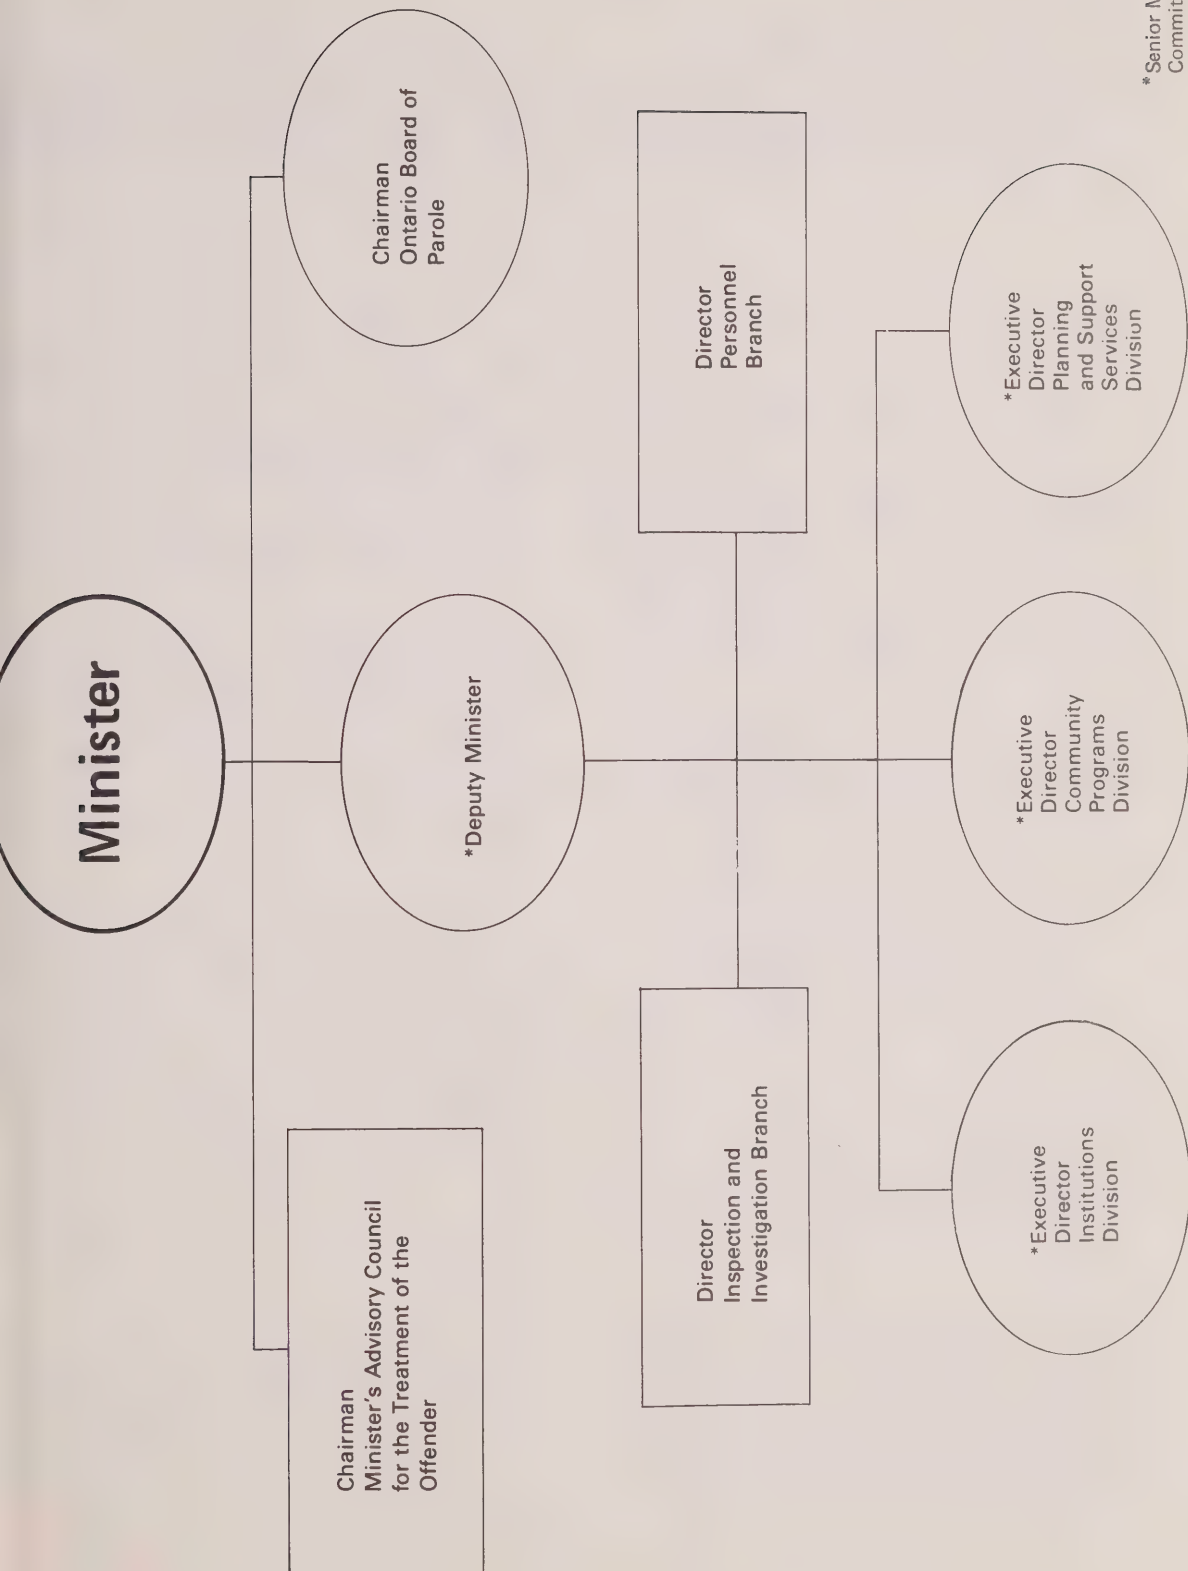 Minister
Chairman
Minister's Advisory Council
for the Treatment of the
Offender
*Deputy Minister
Chairman
Ontario Board of
Parole
Director
Inspection and
Investigation Branch
Director
Personnel
Branch
*Executive
Director
Institutions
Division
*Executive
Director
Community
Programs
Division
*Executive
Director
Planning
and Support
Services
Division
*Senior